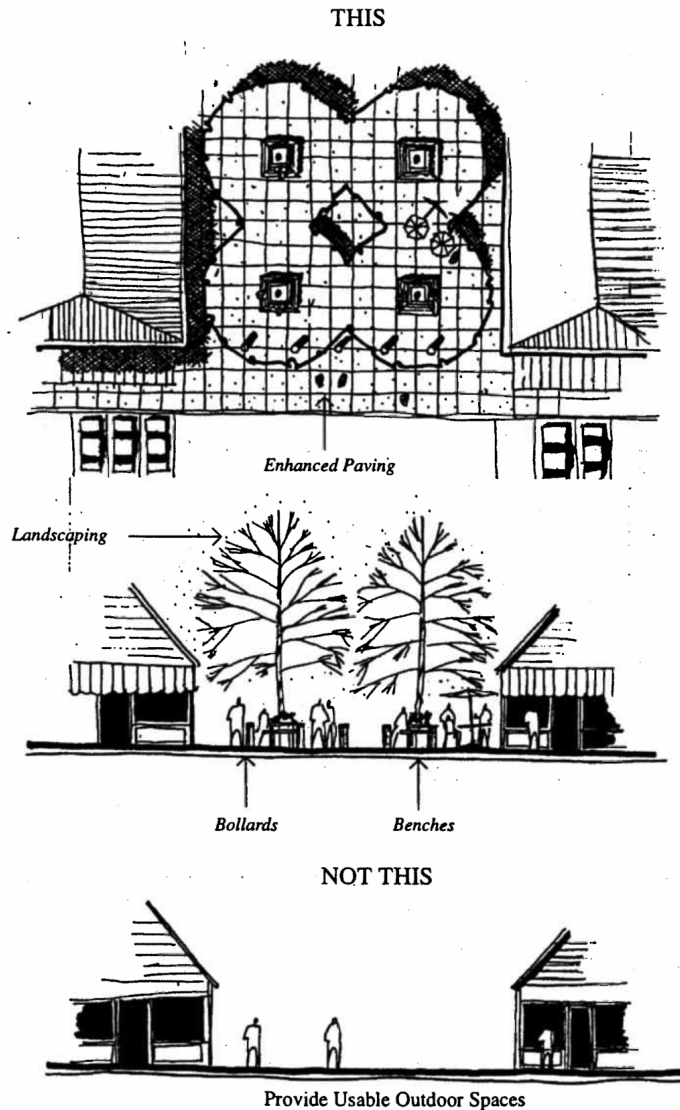 THIS
Enhanced Paving
Landscaping
Bollards
Benches
NOT THIS
Provide Usable Outdoor Spaces